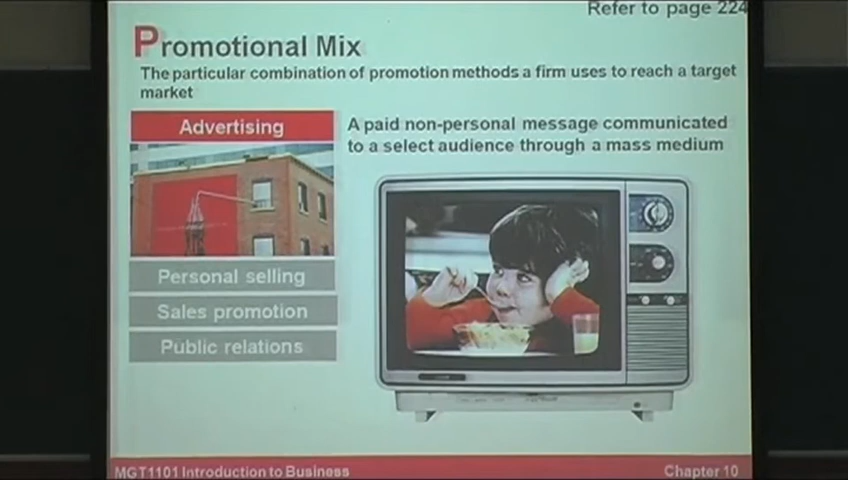 Refer to page 224
Promotional Mix
The particular combination of promotion methods a firm uses to reach a target
market
Advertising
A paid non-personal message communicated
to a select audience through a mass medium
Personal selling
Sales promotion
Public relations
MGT1101 Introduction to Business
Chapter 10